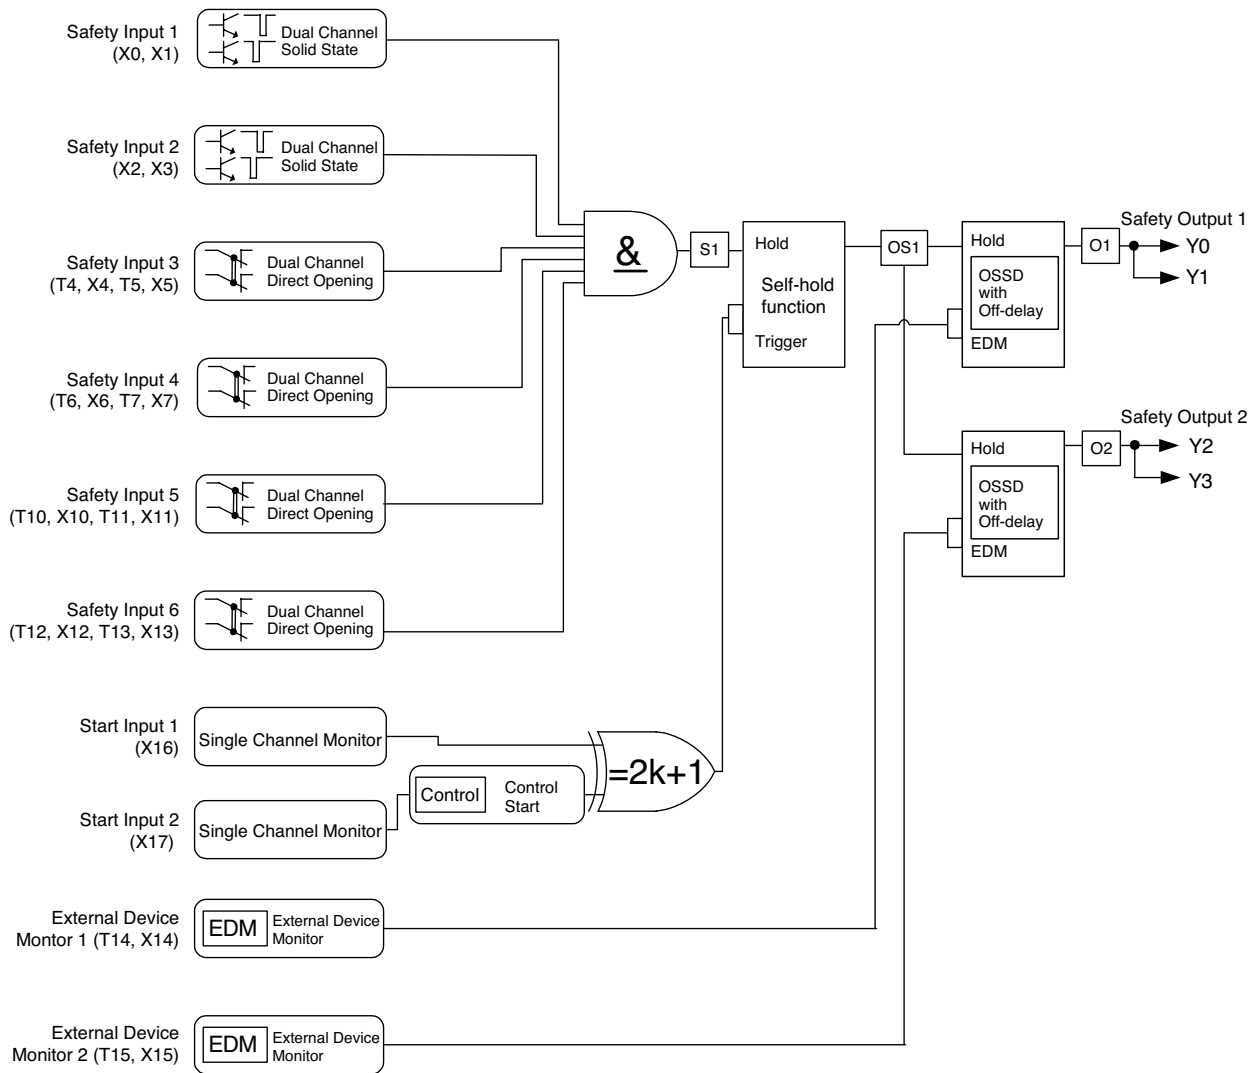 Safety Input 1
(X0, X1)
Dual Channel
Solid State
Safety Input 2
(X2, X3)
Dual Channel
Solid State
Safety Input 3
(T4, X4, T5, X5)
Dual Channel
Direct Opening
Safety Input 4
(T6, X6, T7, X7)
Dual Channel
Direct Opening
Safety Input 5
(T10, X10, T11, X11)
Dual Channel
Direct Opening
Safety Input 6
(T12, X12, T13, X13)
Dual Channel
Direct Opening
&
S1
Hold
Self-hold
function
Trigger
OS1
Hold
OSSD
with
Off-delay
EDM
O1
Safety Output 1
Y0
Y1
Hold
OSSD
with
Off-delay
EDM
O2
Safety Output 2
Y2
Y3
Start Input 1
(X16)
Single Channel Monitor
Start Input 2
(X17)
Single Channel Monitor
Control
Control
Start
=2k+1
External Device
Montor 1 (T14, X14)
EDM
External Device
Monitor
External Device
Monitor 2 (T15, X15)
EDM
External Device
Monitor